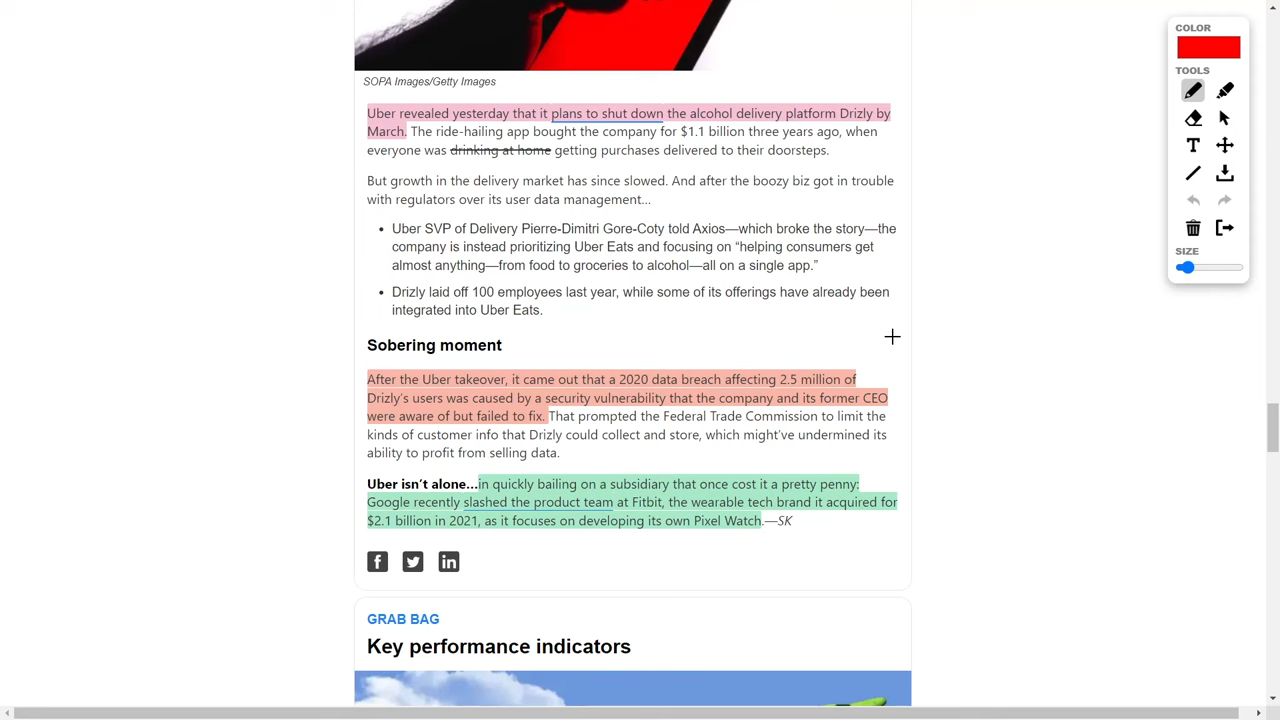 COLOR
TOOLS
T
SIZE
SOPA Images/Getty Images
Uber revealed yesterday that it plans to shut down the alcohol delivery platform Drizly by
March. The ride-hailing app bought the company for $1.1 billion three years ago, when
everyone was drinking at home getting purchases delivered to their doorsteps.
But growth in the delivery market has since slowed. And after the boozy biz got in trouble
with regulators over its user data management…
• Uber SVP of Delivery Pierre-Dimitri Gore-Coty told Axios—which broke the story—the
company is instead prioritizing Uber Eats and focusing on “helping consumers get
almost anything—from food to groceries to alcohol—all on a single app.”
• Drizly laid off 100 employees last year, while some of its offerings have already been
integrated into Uber Eats.
Sobering moment
After the Uber takeover, it came out that a 2020 data breach affecting 2.5 million of
Drizly’s users was caused by a security vulnerability that the company and its former CEO
were aware of but failed to fix. That prompted the Federal Trade Commission to limit the
kinds of customer info that Drizly could collect and store, which might’ve undermined its
ability to profit from selling data.
Uber isn’t alone…in quickly bailing on a subsidiary that once cost it a pretty penny:
Google recently slashed the product team at Fitbit, the wearable tech brand it acquired for
$2.1 billion in 2021, as it focuses on developing its own Pixel Watch.—SK
GRAB BAG
Key performance indicators